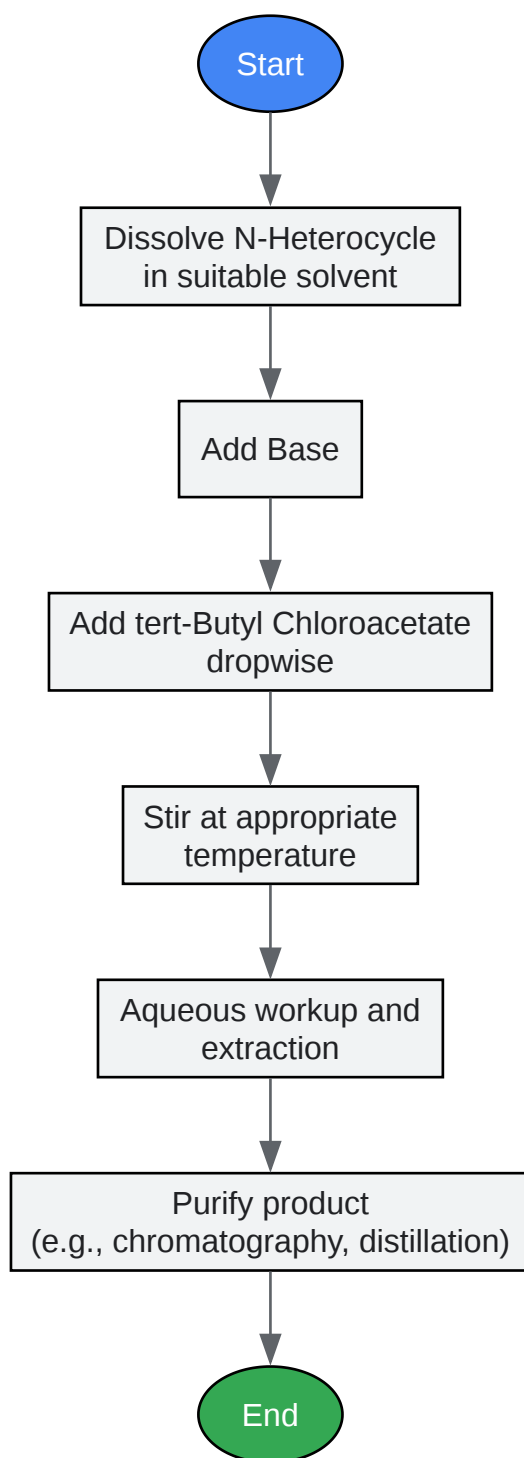 Start
Dissolve N-Heterocycle
in suitable solvent
Add Base
Add tert-Butyl Chloroacetate
dropwise
Stir at appropriate
temperature
Aqueous workup and
extraction
Purify product
(e.g., chromatography, distillation)
End